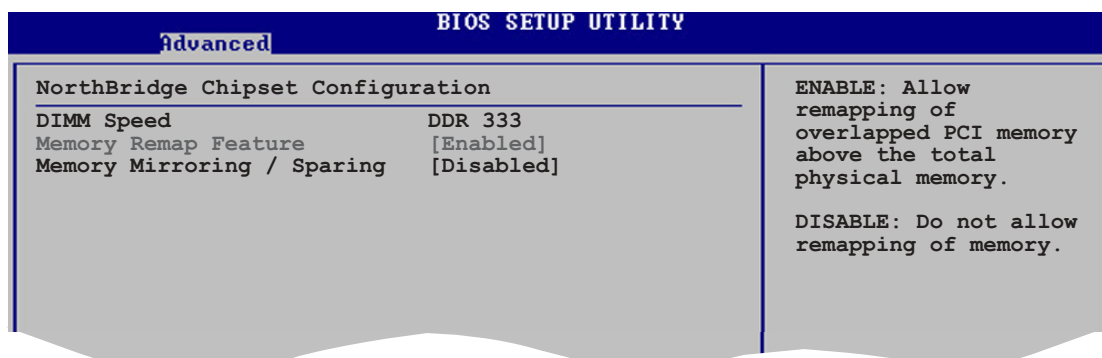 BIOS SETUP UTILITY
Advanced
NorthBridge Chipset Configuration
DIMM Speed DDR 333
Memory Remap Feature [Enabled]
Memory Mirroring / Sparing [Disabled]
ENABLE: Allow
remapping of
overlapped PCI memory
above the total
physical memory.
DISABLE: Do not allow
remapping of memory.